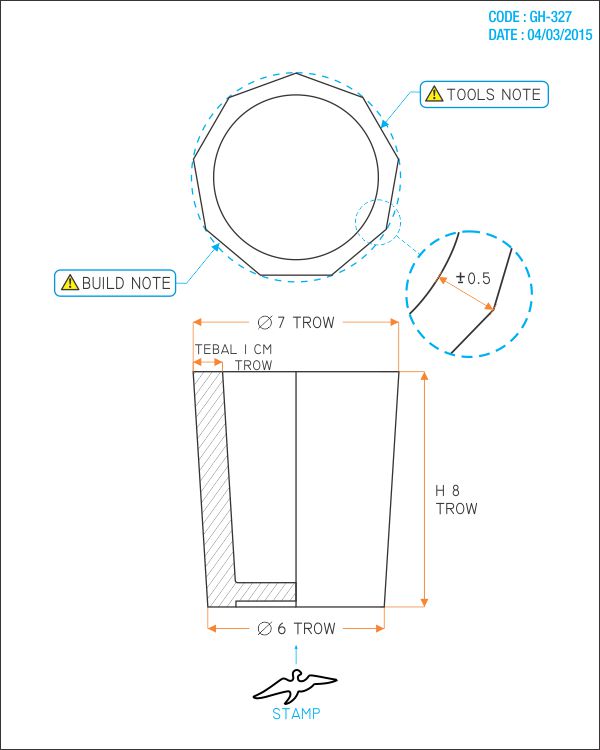 CODE : GH-327
DATE : 04/03/2015
TOOLS NOTE
BUILD NOTE
±0.5
∅ 7 TROW
TEBAL 1 CM
TROW
H 8
TROW
∅ 6 TROW
STAMP